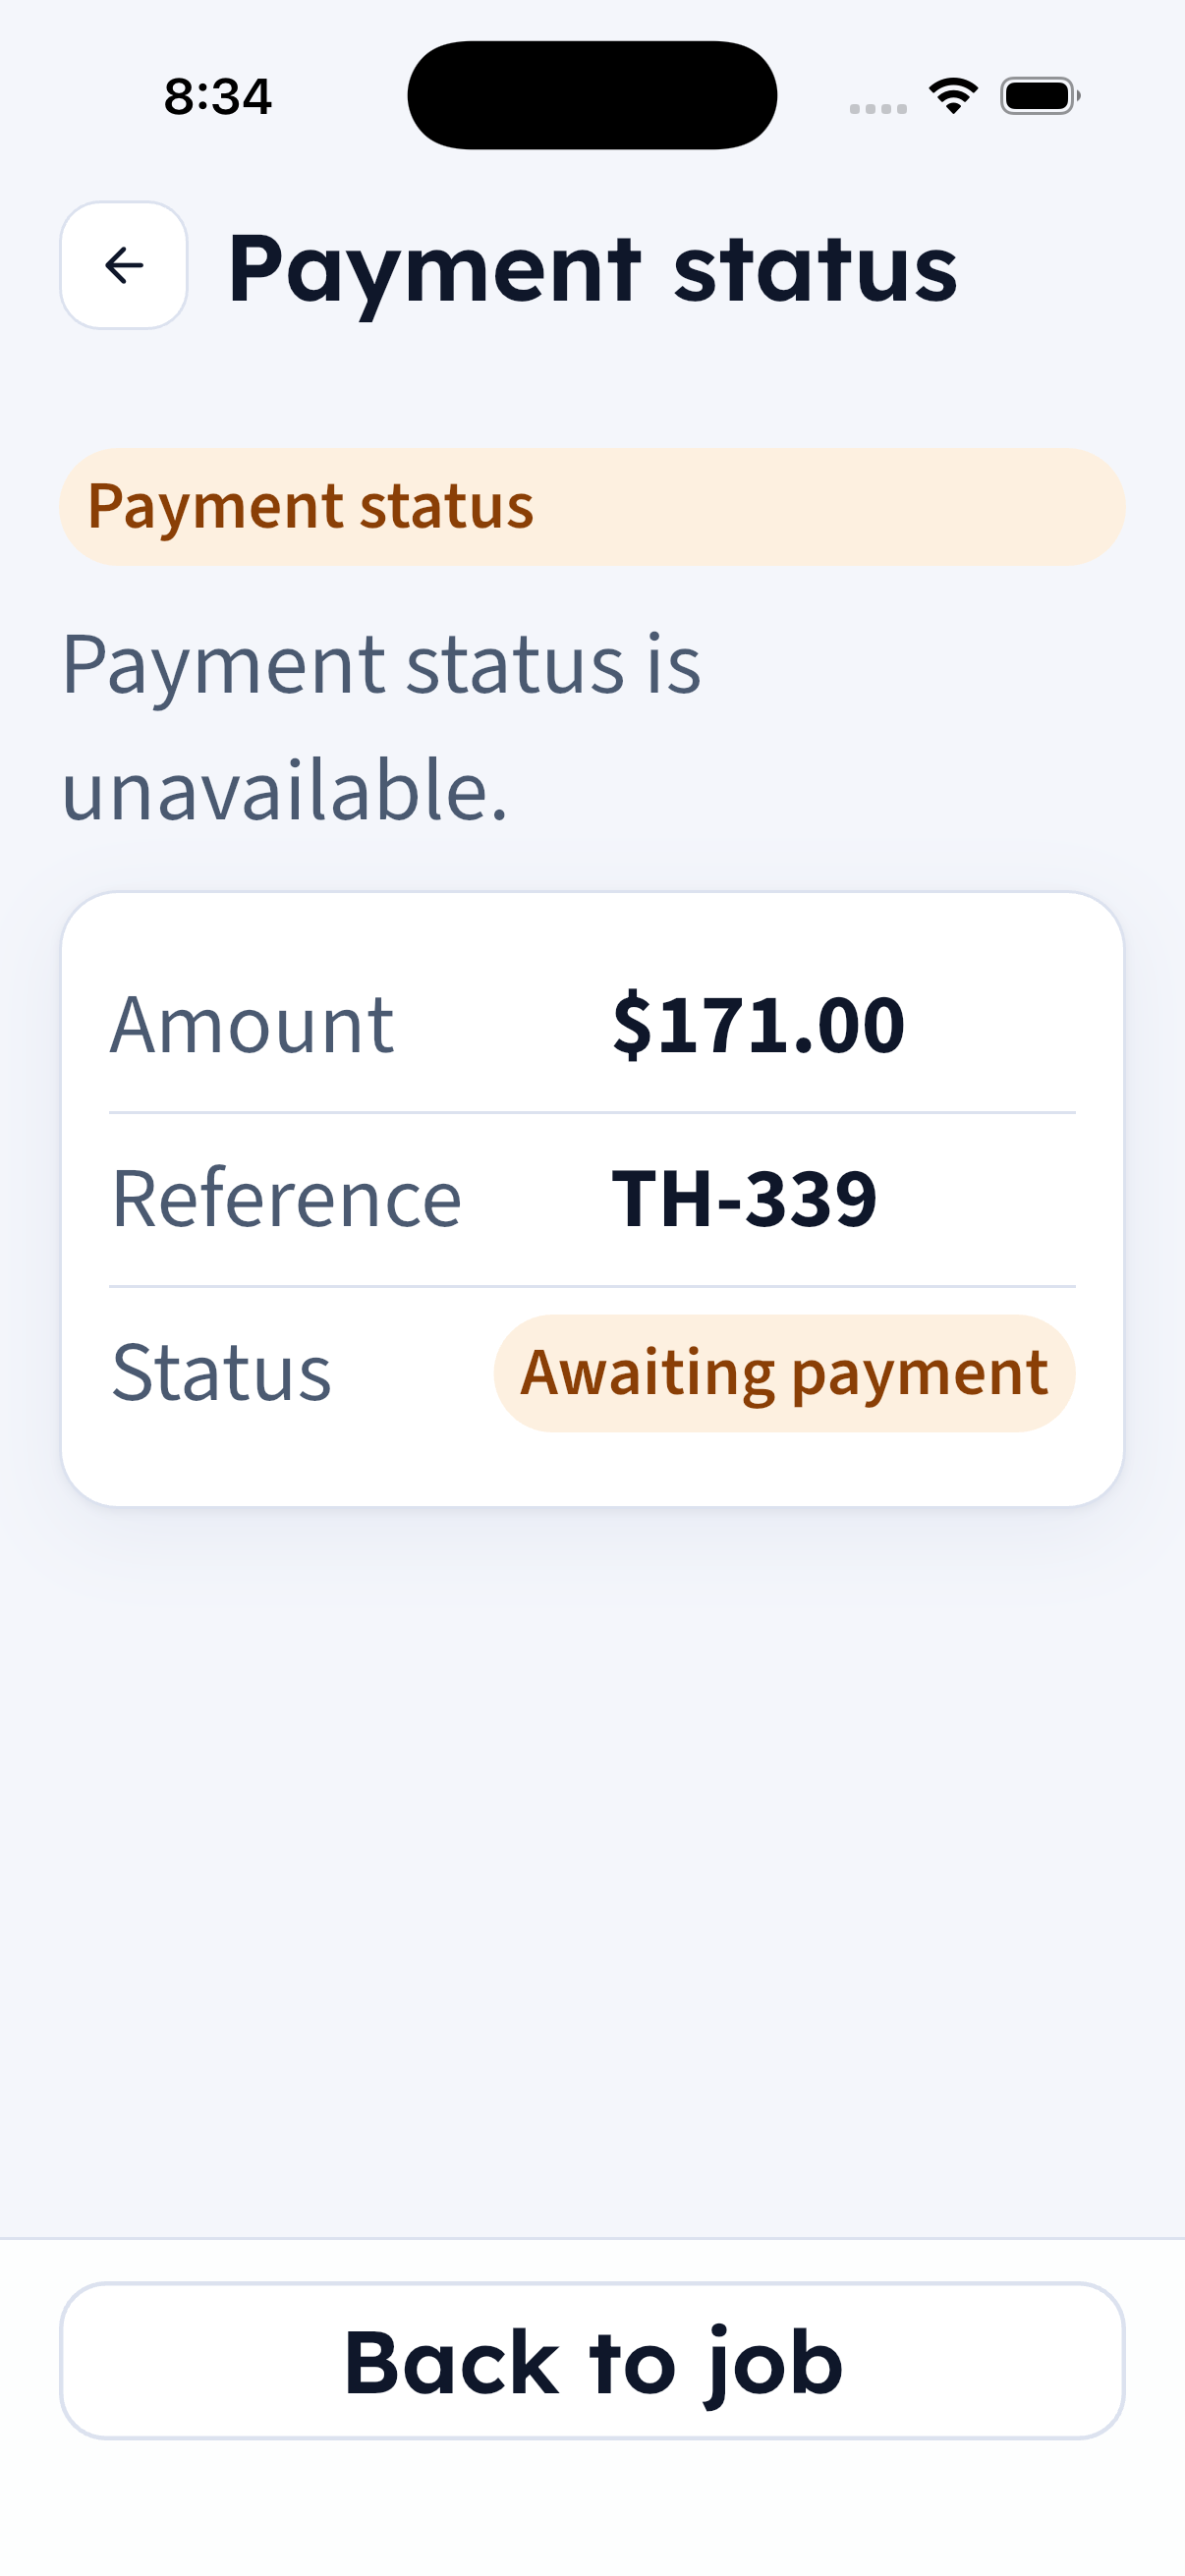 8:34
Payment status
Payment status
Payment status is
unavailable.
Amount $171.00
Reference TH-339
Status Awaiting payment
Back to job